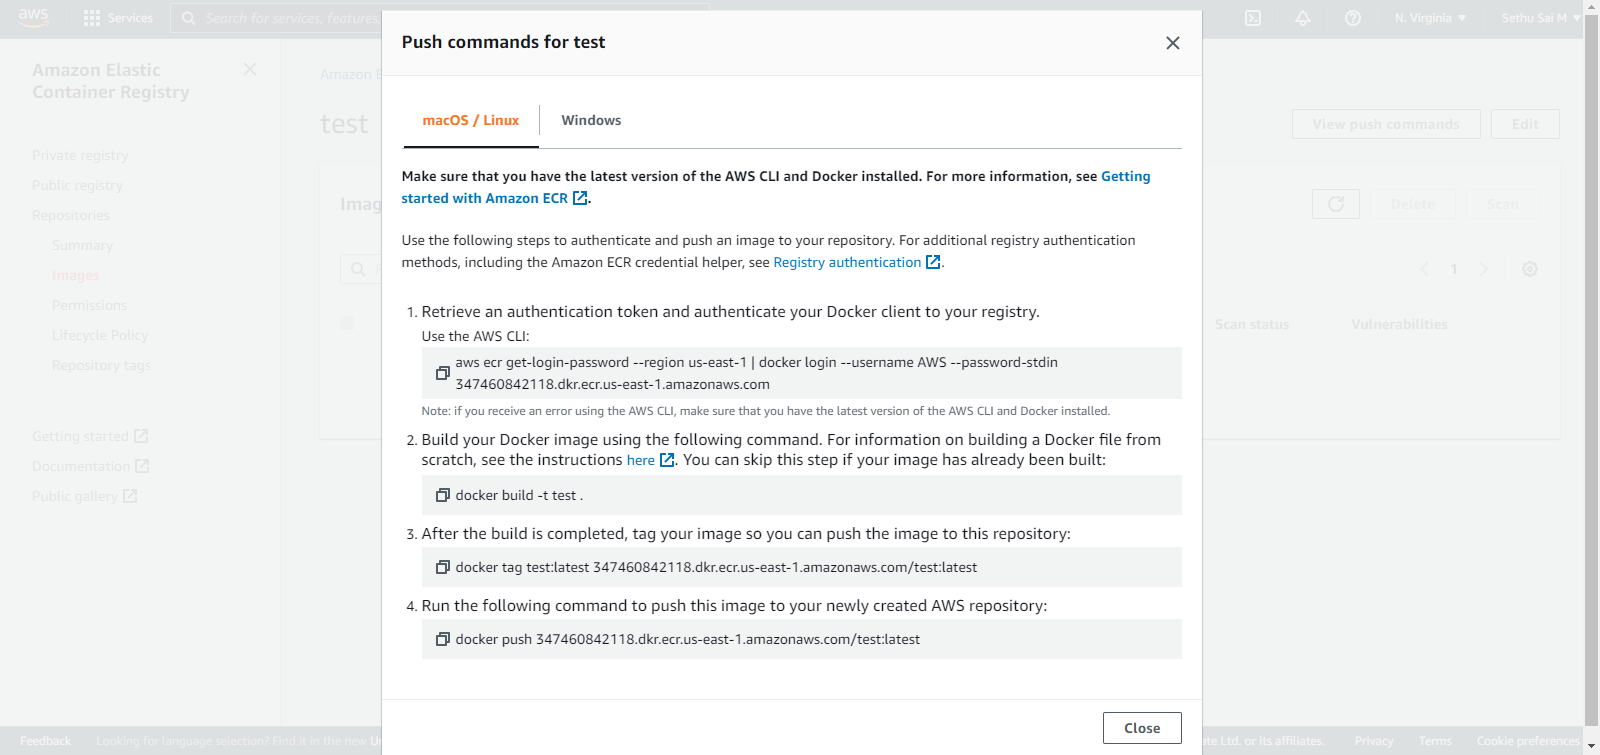 aws
Services
Search for services, features,
N. Virginia
Sethu Sai M
Amazon Elastic
Container Registry
Private registry
Public registry
Repositories
Summary
Images
Permissions
Lifecycle Policy
Repository tags
Getting started
Documentation
Public gallery
Amazon E
test
View push commands
Edit
Imag
Delete
Scan
1
Scan status
Vulnerabilities
Push commands for test
macOS / Linux
Windows
Make sure that you have the latest version of the AWS CLI and Docker installed. For more information, see Getting
started with Amazon ECR .
Use the following steps to authenticate and push an image to your repository. For additional registry authentication
methods, including the Amazon ECR credential helper, see Registry authentication .
1. Retrieve an authentication token and authenticate your Docker client to your registry.
Use the AWS CLI:
aws ecr get-login-password --region us-east-1 | docker login --username AWS --password-stdin
347460842118.dkr.ecr.us-east-1.amazonaws.com
Note: if you receive an error using the AWS CLI, make sure that you have the latest version of the AWS CLI and Docker installed.
2. Build your Docker image using the following command. For information on building a Docker file from
scratch, see the instructions here . You can skip this step if your image has already been built:
docker build -t test .
3. After the build is completed, tag your image so you can push the image to this repository:
docker tag test:latest 347460842118.dkr.ecr.us-east-1.amazonaws.com/test:latest
4. Run the following command to push this image to your newly created AWS repository:
docker push 347460842118.dkr.ecr.us-east-1.amazonaws.com/test:latest
Close
Feedback
Looking for language selection? Find it in the new Un
te Ltd. or its affiliates.
Privacy
Terms
Cookie preferences